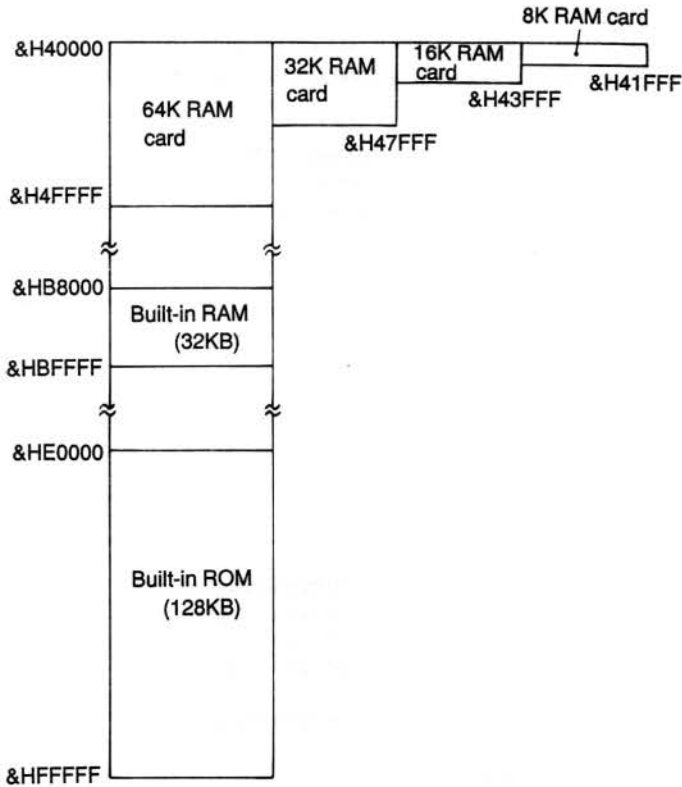 8K RAM card
&H40000
32K RAM
card
16K RAM
card
&H41FFF
&H43FFF
64K RAM
card
&H47FFF
&H4FFFF
&HB8000
Built-in RAM
(32KB)
&HBFFFF
&HE0000
Built-in ROM
(128KB)
&HFFFFF